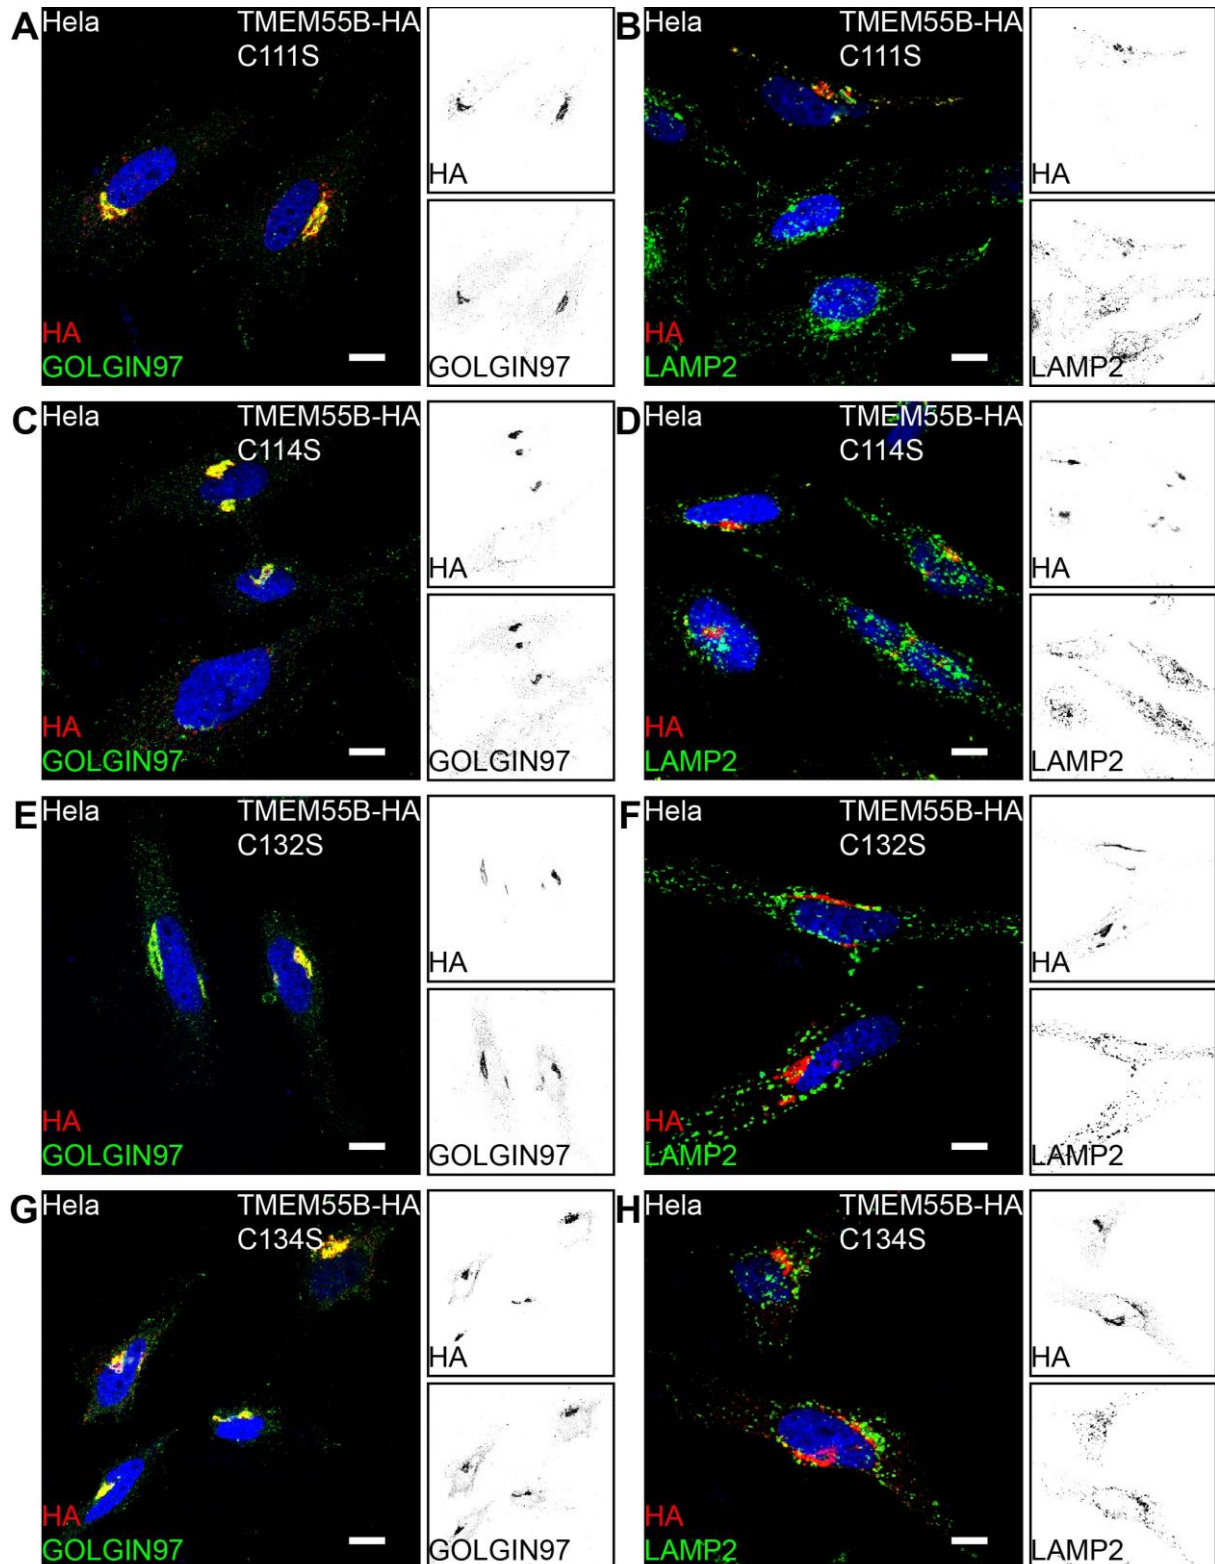 A Hela TMEM55B-HA
C111S
HA
GOLGIN97
HA
GOLGIN97
B Hela TMEM55B-HA
C111S
HA
LAMP2
HA
LAMP2
C Hela TMEM55B-HA
C114S
HA
GOLGIN97
HA
GOLGIN97
D Hela TMEM55B-HA
C114S
HA
LAMP2
HA
LAMP2
E Hela TMEM55B-HA
C132S
HA
GOLGIN97
HA
GOLGIN97
F Hela TMEM55B-HA
C132S
HA
LAMP2
HA
LAMP2
G Hela TMEM55B-HA
C134S
HA
GOLGIN97
HA
GOLGIN97
H Hela TMEM55B-HA
C134S
HA
LAMP2
HA
LAMP2